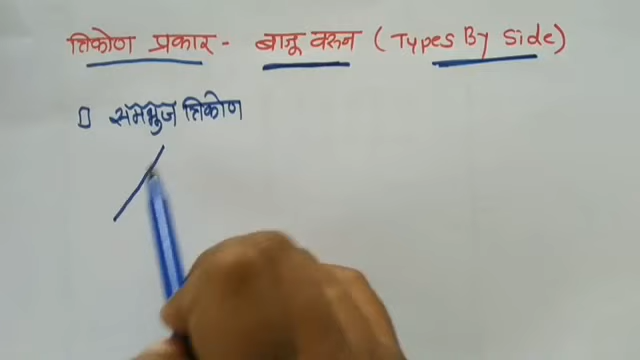 त्रिकोण प्रकार - बाजू वरून (Types By Side)
▯ समभुज त्रिकोण